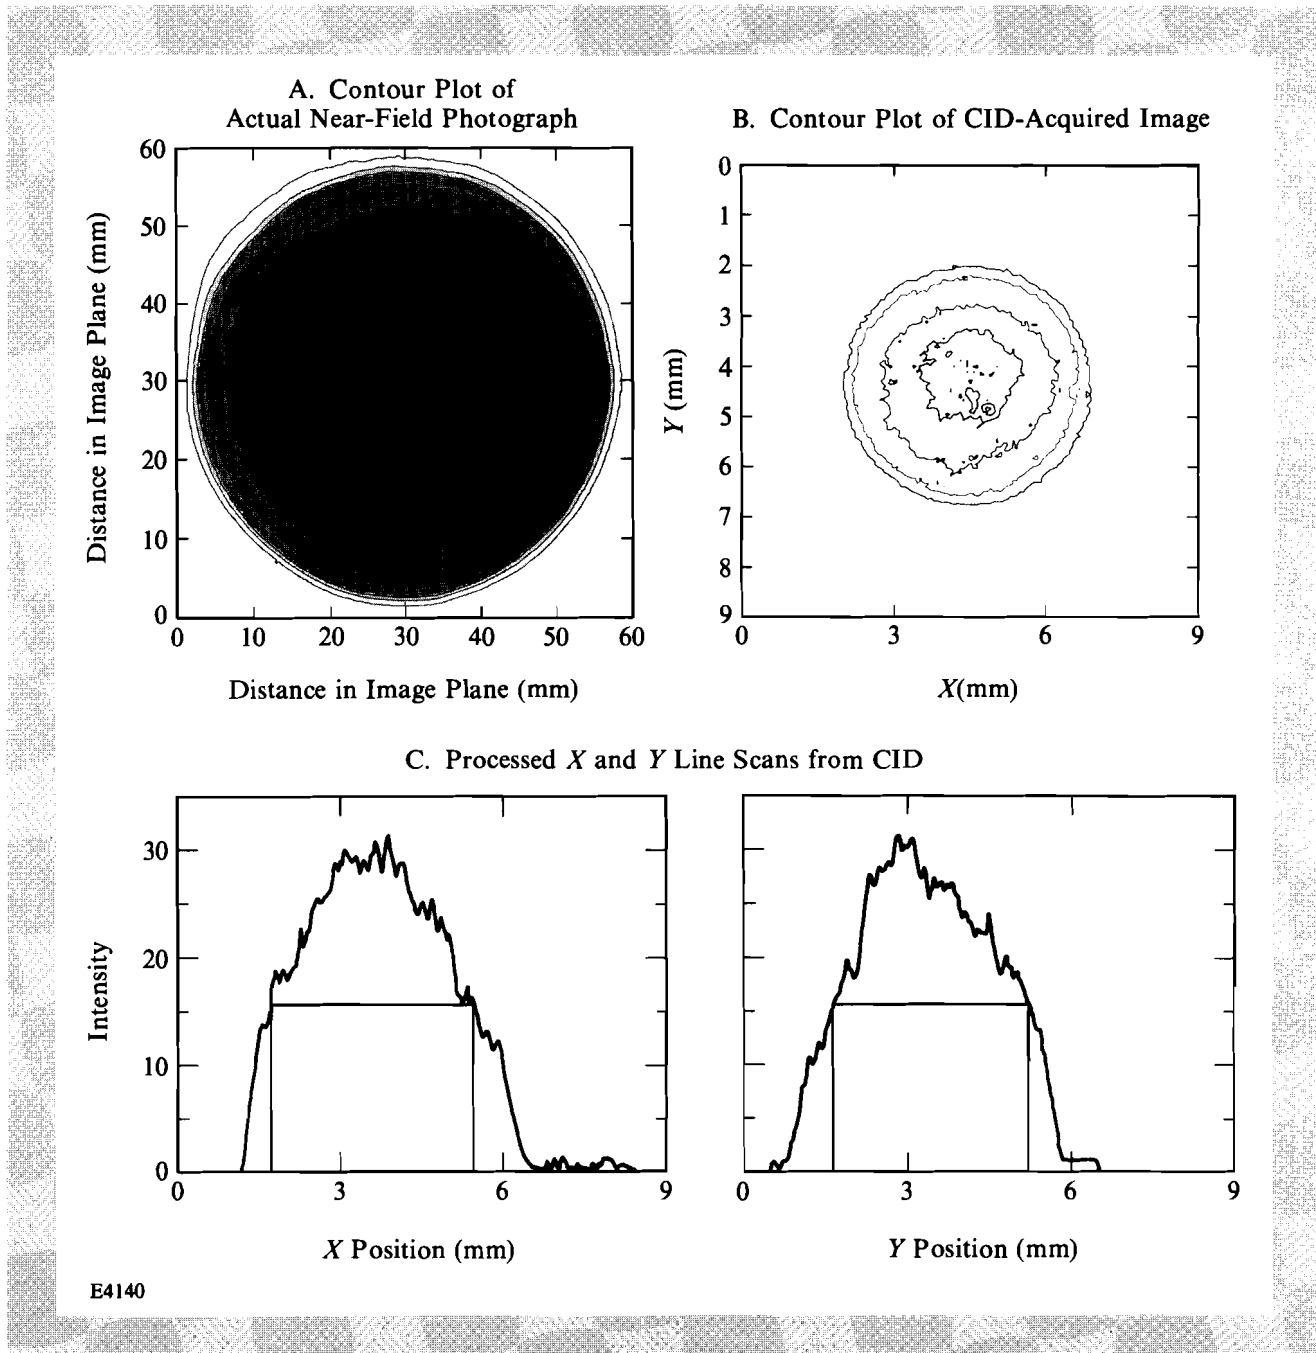 A. Contour Plot of
Actual Near-Field Photograph
60
50
40
30
20
10
0
0 10 20 30 40 50 60
Distance in Image Plane (mm)
Distance in Image Plane (mm)
B. Contour Plot of CID-Acquired Image
0
1
2
3
4
5
6
7
8
9
0 3 6 9
Y (mm)
X(mm)
C. Processed X and Y Line Scans from CID
30
20
10
0
0 3 6 9
Intensity
X Position (mm)
0 3 6 9
Y Position (mm)
E4140